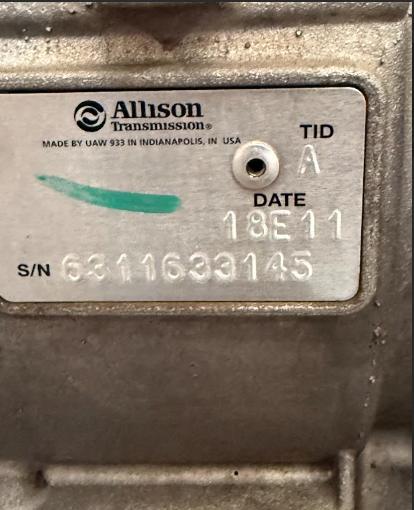 Allison
Transmission®
MADE BY UAW 933 IN INDIANAPOLIS, IN USA
TID
A
DATE
18E11
S/N 6311633145